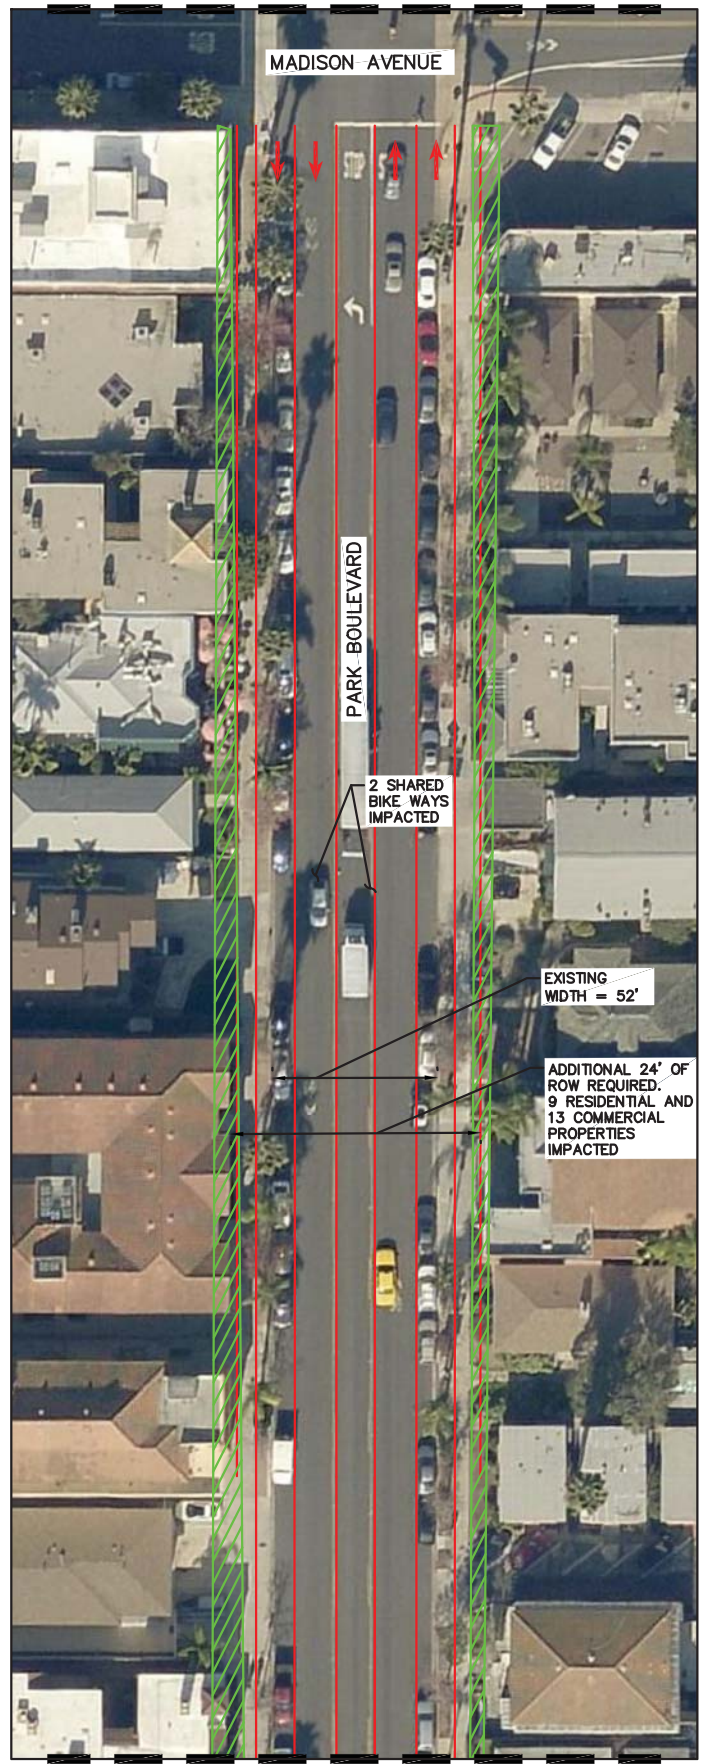 MADISON AVENUE
PARK BOULEVARD
2 SHARED
BIKE WAYS
IMPACTED
EXISTING
WIDTH = 52'
ADDITIONAL 24' OF
ROW REQUIRED.
9 RESIDENTIAL AND
13 COMMERCIAL
PROPERTIES
IMPACTED